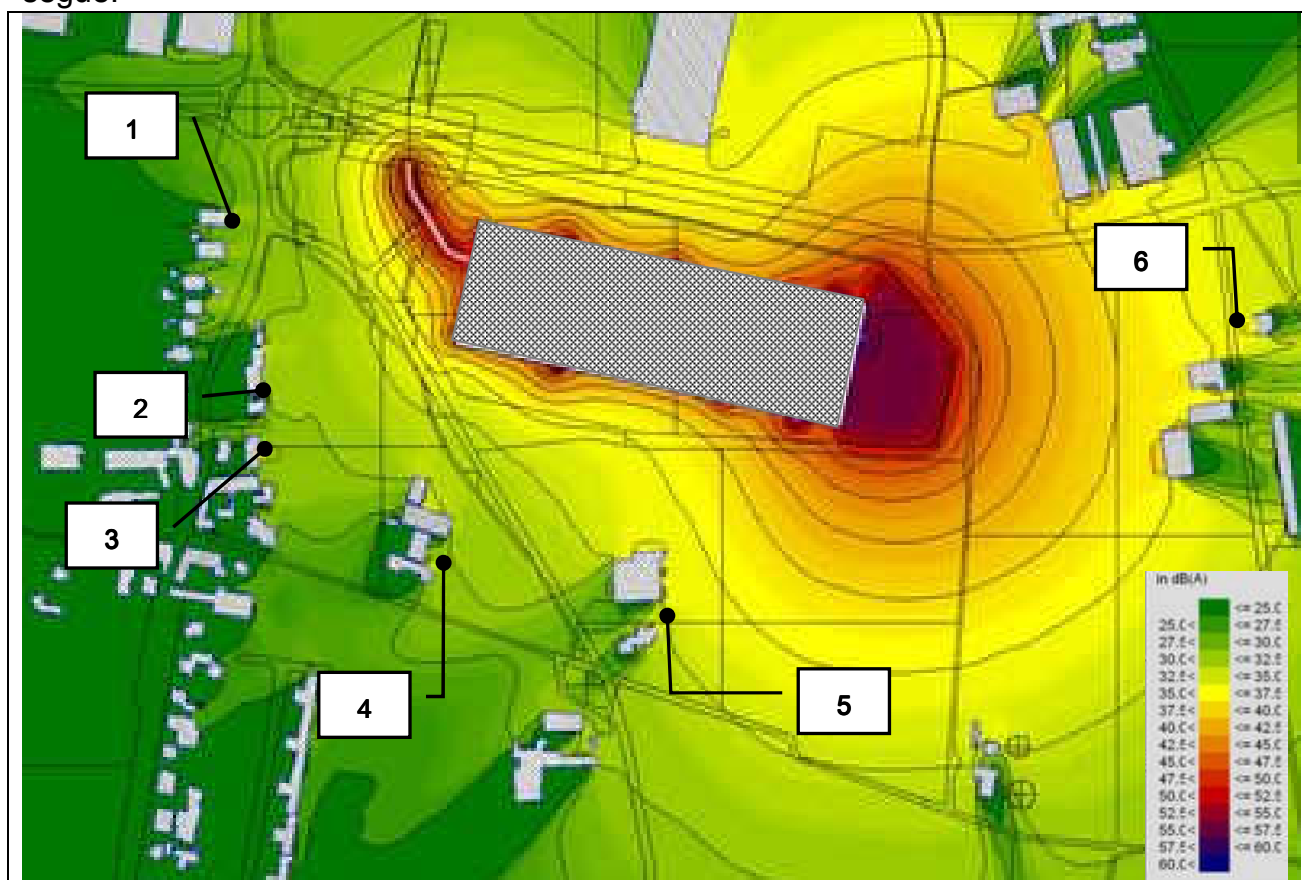 segue.
1
2
3
4
5
6
in dB(A)
<= 25.0
25.0< <= 27.5
27.5< <= 30.0
30.0< <= 32.5
32.5< <= 35.0
35.0< <= 37.5
37.5< <= 40.0
40.0< <= 42.5
42.5< <= 45.0
45.0< <= 47.5
47.5< <= 50.0
50.0< <= 52.5
52.5< <= 55.0
55.0< <= 57.5
57.5< <= 60.0
60.0<